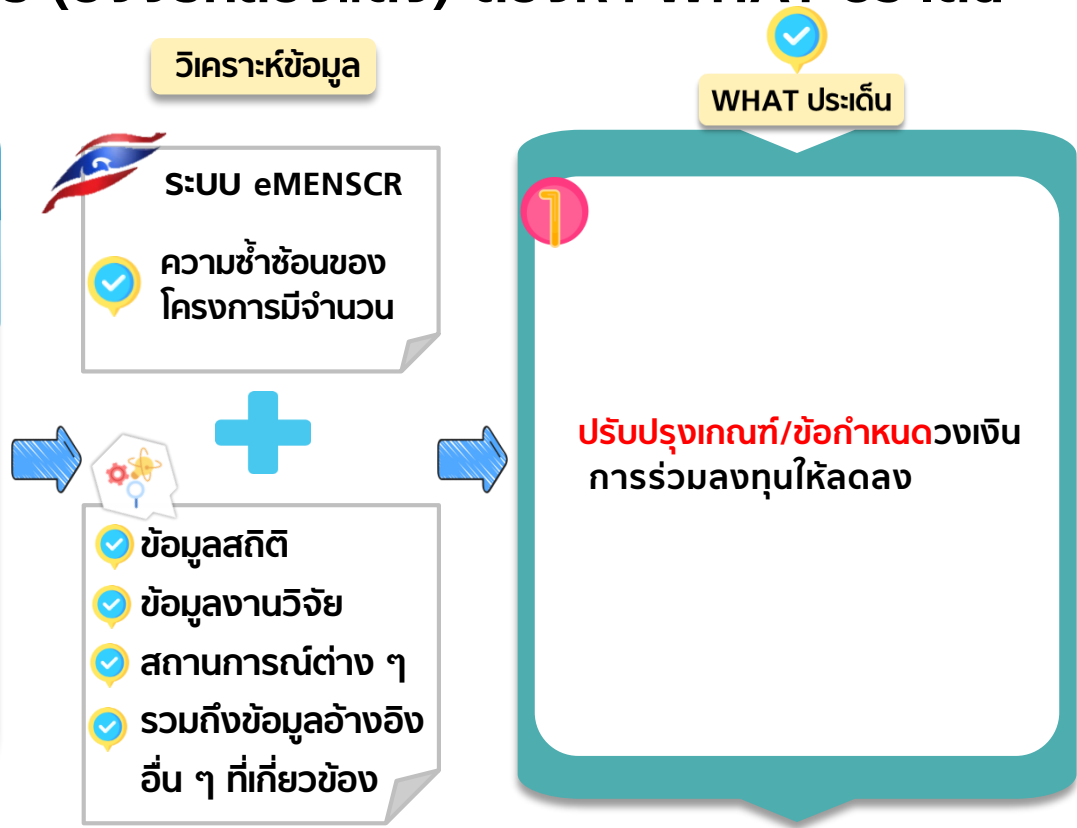 WHAT
วิเคราะห์ข้อมูล
WHAT ประเด็น
ระบบ eMENSCR
ความซ้ำซ้อนของ
โครงการมีจำนวน
ข้อมูลสถิติ
ข้อมูลงานวิจัย
สถานการณ์ต่าง ๆ
รวมถึงข้อมูลอ้างอิง
อื่น ๆ ที่เกี่ยวข้อง
1
ปรับปรุงเกณฑ์/ข้อกำหนดวงเงิน
การร่วมลงทุนให้ลดลง